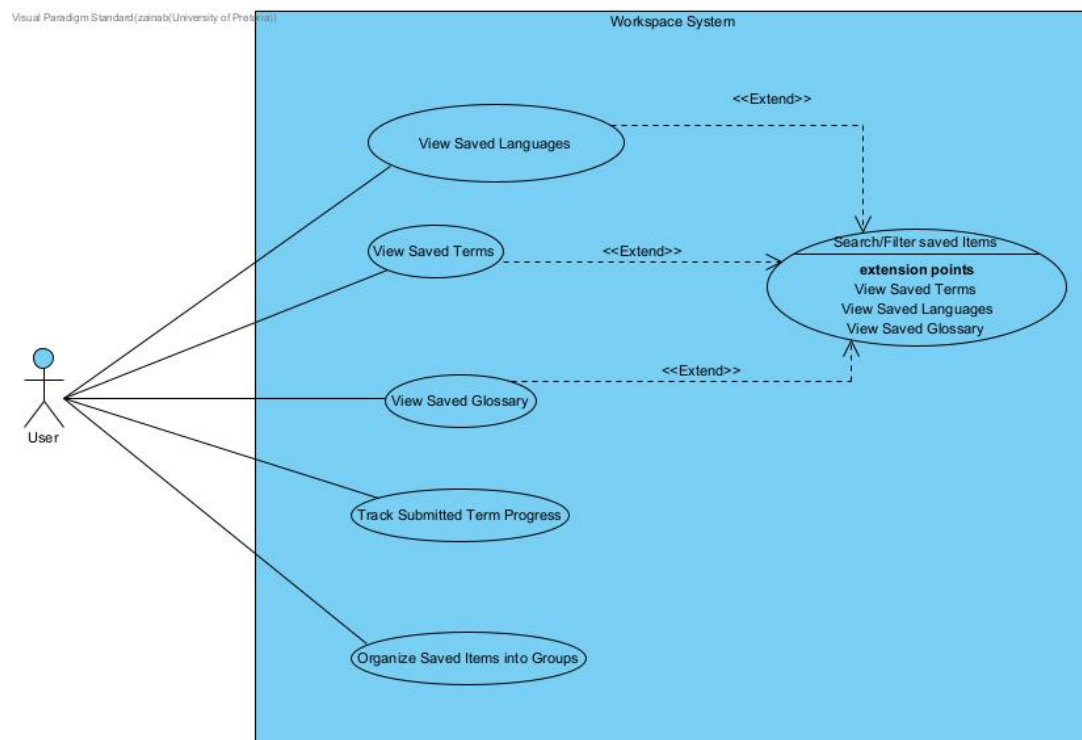 Visual Paradigm Standard(zainab(University of Pretoria))
Workspace System
<<Extend>>
View Saved Languages
View Saved Terms
<<Extend>>
Search/Filter saved Items
extension points
View Saved Terms
View Saved Languages
View Saved Glossary
<<Extend>>
View Saved Glossary
User
Track Submitted Term Progress
Organize Saved Items into Groups